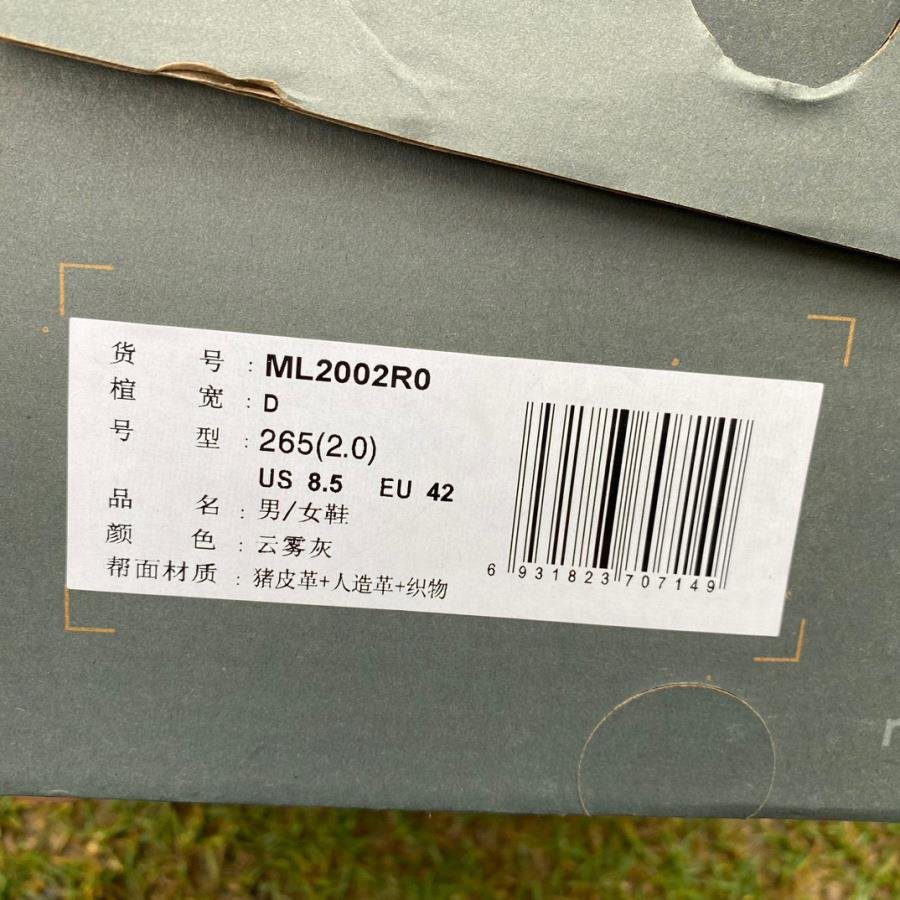 货 号 : ML2002R0
楦 宽 : D
号 型 : 265(2.0)
US 8.5 EU 42
品 名 : 男/女鞋
颜 色 : 云雾灰
帮面材质 : 猪皮革+人造革+织物
6 931823 707149